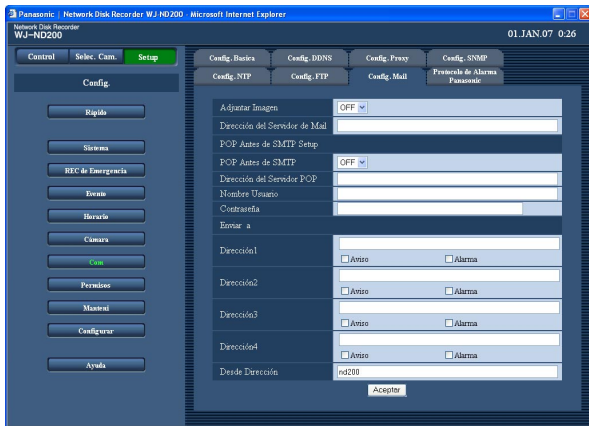 Panasonic | Network Disk Recorder WJ-ND200 - Microsoft Internet Explorer
Network Disk Recorder
WJ-ND200
01.JAN.07 0:26
Control Selec. Cam. Setup
Config.
Rápido
Sistema
REC de Emergencia
Evento
Horario
Cámara
Com
Permisos
Manteni
Configurar
Ayuda
Config. Basica Config. DDNS Config. Proxy Config. SNMP
Config. NTP Config. FTP Config. Mail Protocolo de Alarma
Panasonic
Adjuntar Imagen OFF
Dirección del Servidor de Mail
POP Antes de SMTP Setup
POP Antes de SMTP OFF
Dirección del Servidor POP
Nombre Usuario
Contraseña
Enviar a
Dirección1
Aviso Alarma
Dirección2
Aviso Alarma
Dirección3
Aviso Alarma
Dirección4
Aviso Alarma
Desde Dirección nd200
Aceptar